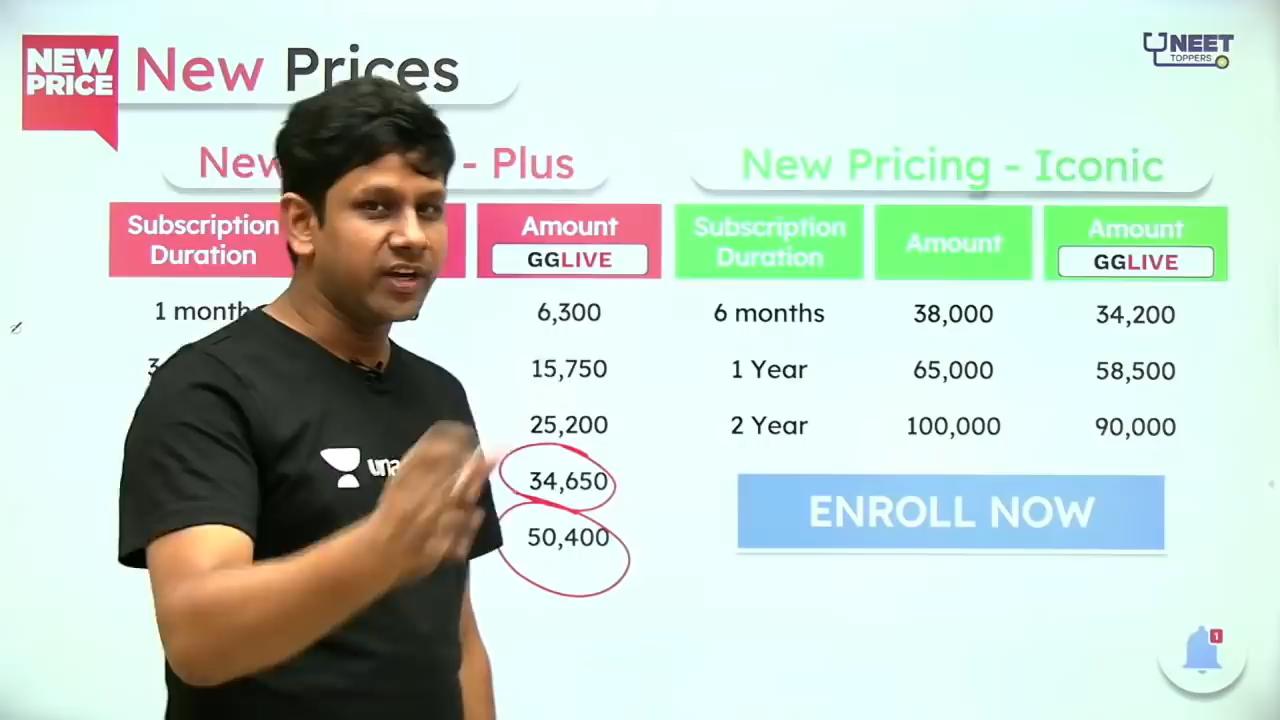 NEW
PRICE
New Prices
NEET
TOPPERS
New - Plus
New Pricing - Iconic
Subscription
Duration
Amount
GGLIVE
Subscription
Duration
Amount
Amount
GGLIVE
1 month
6,300
6 months
38,000
34,200
3
15,750
1 Year
65,000
58,500
25,200
2 Year
100,000
90,000
34,650
50,400
ENROLL NOW
una
1